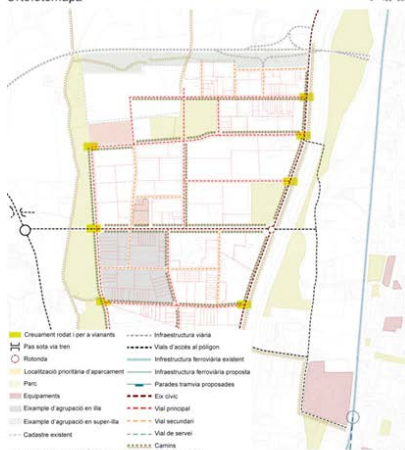 Creuament rodat i per a vianants
Pas sota via tren
Rotonda
Localització prioritària d'aparcament
Parc
Equipaments
Eixample d'agrupació en illa
Eixample d'agrupació en super-illa
Cadastre existent
Infraestructura viària
Vials d'accés al polígon
Infraestructura ferroviària existent
Infraestructura ferroviària proposta
Parades tramvia proposades
Eix cívic
Vial principal
Vial secundari
Vial de servei
Camins